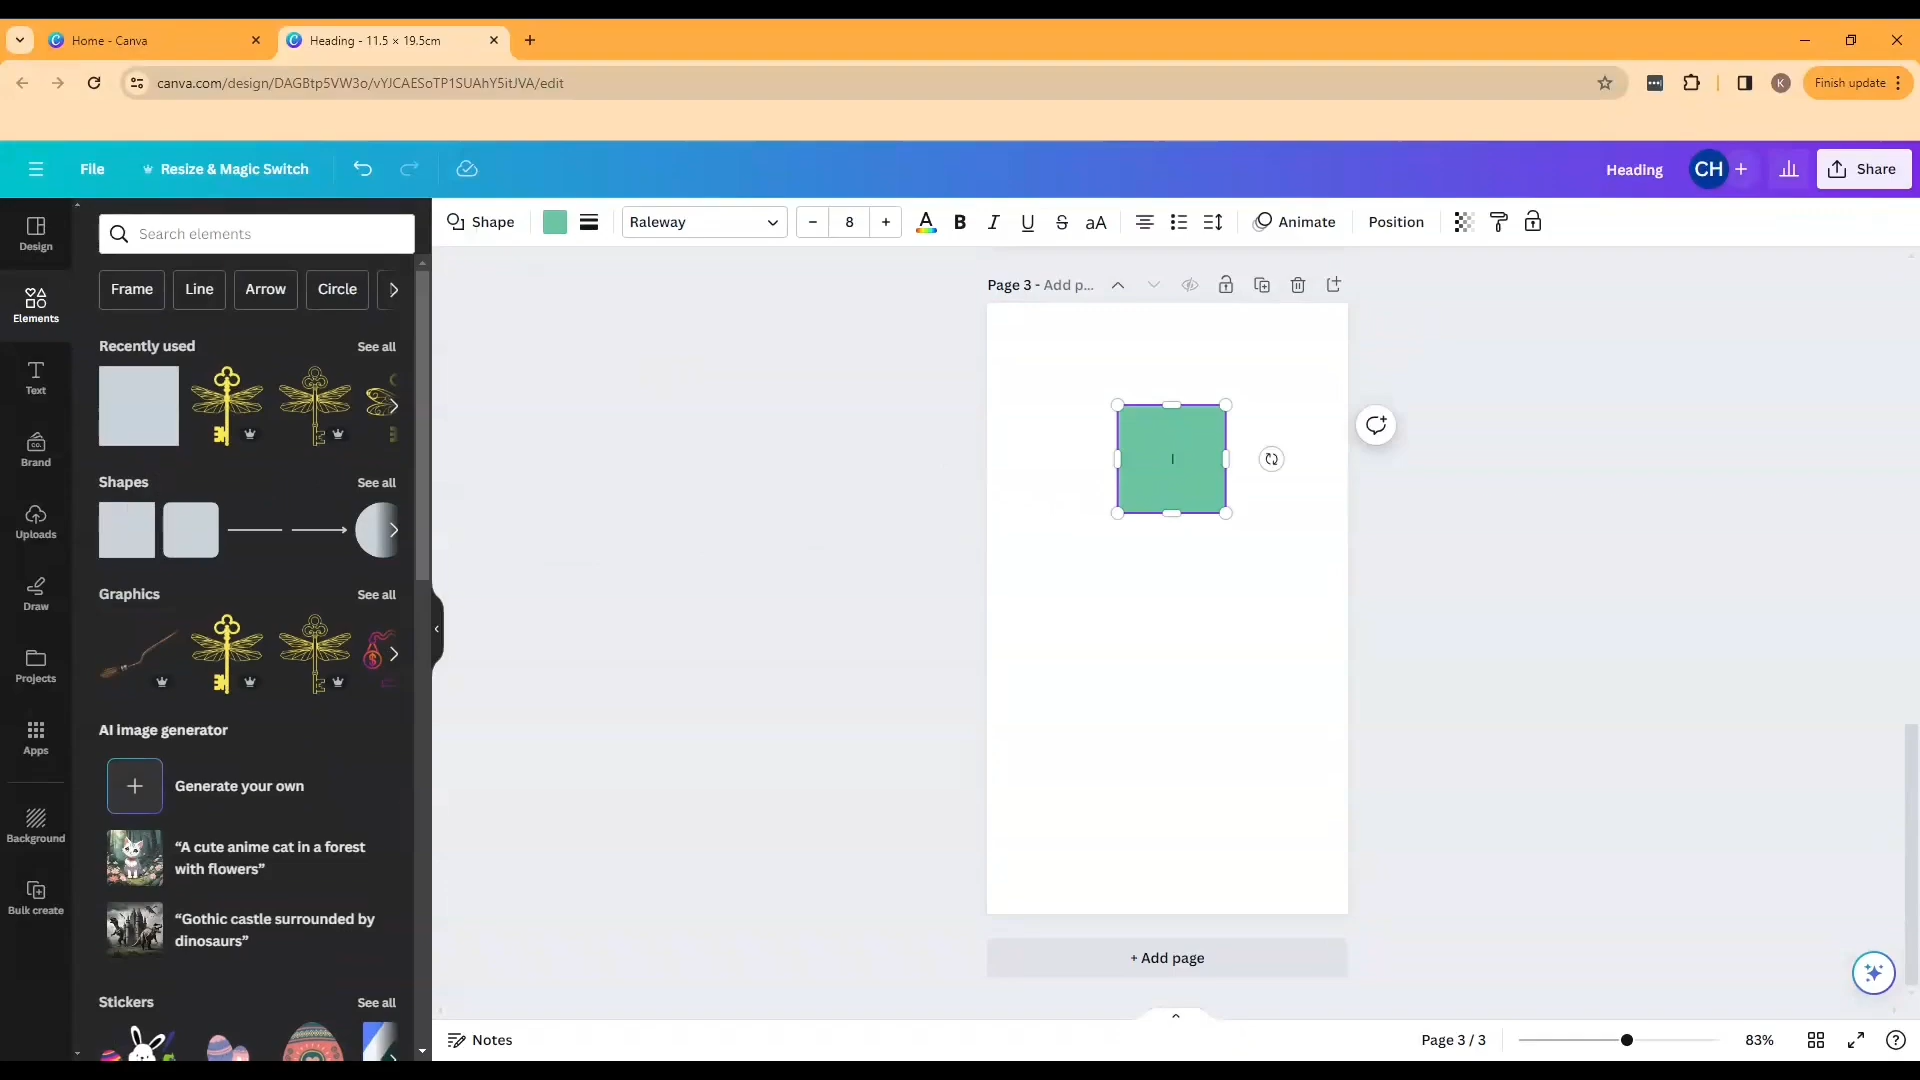 Home - Canva
Heading - 11.5 × 19.5cm
canva.com/design/DAGBtp5VW3o/vYJCAESoTP1SUAhY5itJVA/edit
K
Finish update
File
Resize & Magic Switch
Heading
CH
Share
Design
Elements
Text
Brand
Uploads
Draw
Projects
Apps
Background
Bulk create
Search elements
Frame
Line
Arrow
Circle
Recently used
See all
Shapes
See all
Graphics
See all
AI image generator
Generate your own
“A cute anime cat in a forest
with flowers”
“Gothic castle surrounded by
dinosaurs”
Stickers
See all
Shape
Raleway
8
A
B
I
U
S
aA
Animate
Position
Page 3 - Add p...
+ Add page
Notes
Page 3 / 3
83%